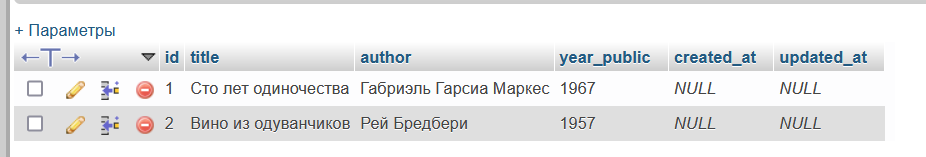 + Параметры
←T→ id title author year_public created_at updated_at
1 Сто лет одиночества Габриэль Гарсиа Маркес 1967 NULL NULL
2 Вино из одуванчиков Рей Бредбери 1957 NULL NULL